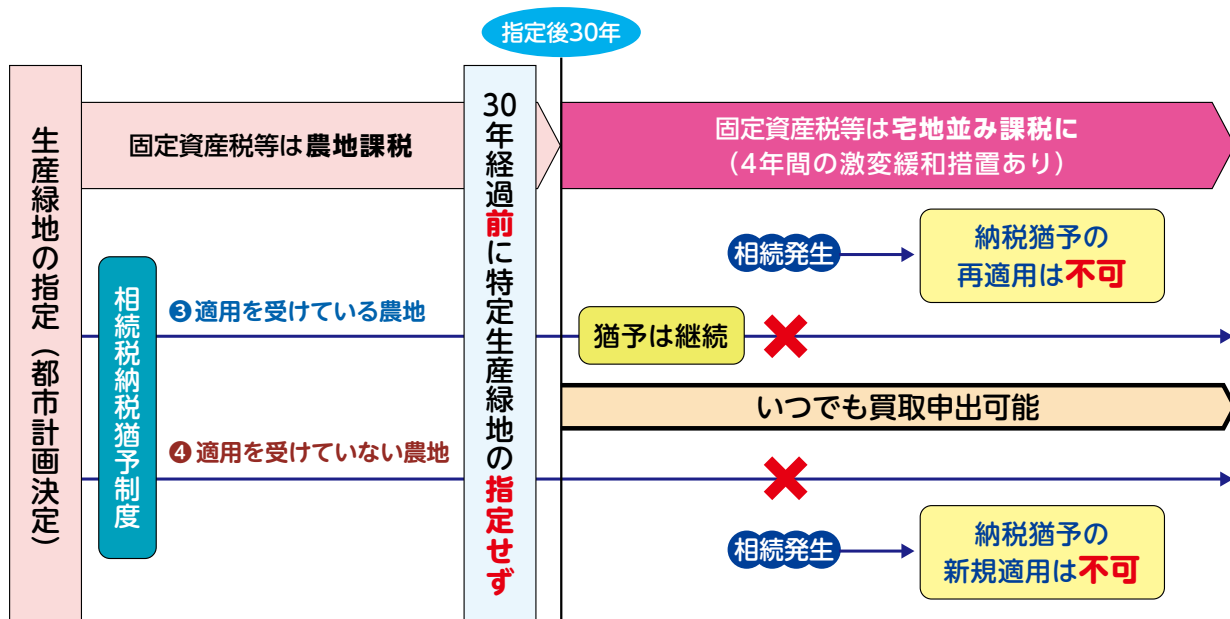 指定後30年
生産緑地の指定（都市計画決定）
固定資産税等は農地課税
30年経過前に特定生産緑地の指定せず
固定資産税等は宅地並み課税に
（4年間の激変緩和措置あり）
相続税納税猶予制度
❸適用を受けている農地
相続発生
納税猶予の
再適用は不可
猶予は継続
いつでも買取申出可能
❹適用を受けていない農地
相続発生
納税猶予の
新規適用は不可